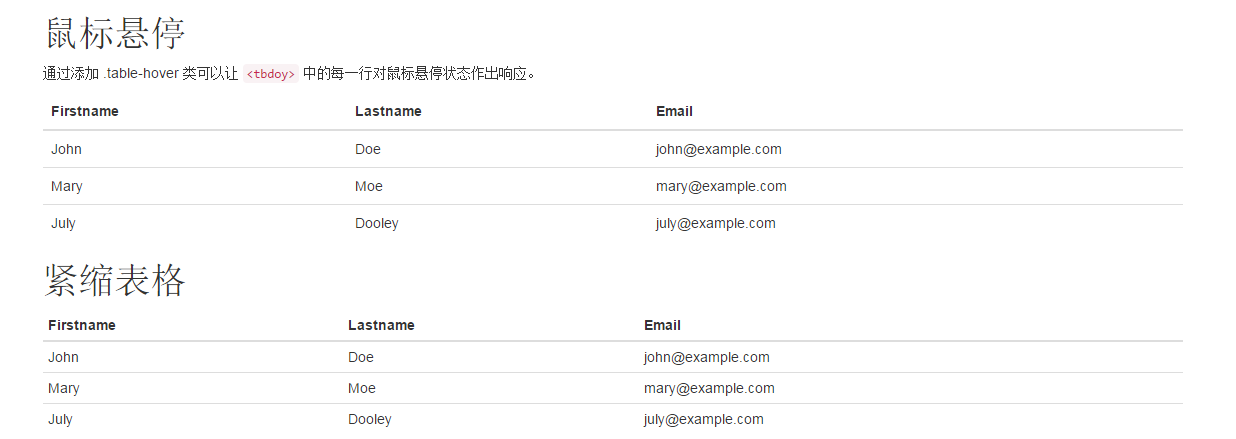 鼠标悬停
通过添加 .table-hover 类可以让 <tbdoy> 中的每一行对鼠标悬停状态作出响应。
Firstname Lastname Email
John Doe john@example.com
Mary Moe mary@example.com
July Dooley july@example.com
紧缩表格
Firstname Lastname Email
John Doe john@example.com
Mary Moe mary@example.com
July Dooley july@example.com